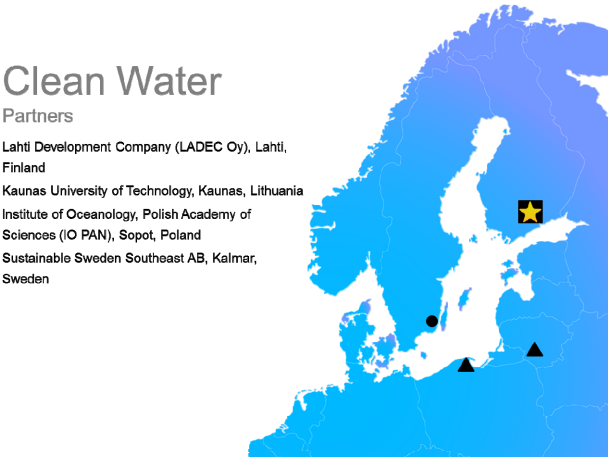 Clean Water
Partners
Lahti Development Company (LADEC Oy), Lahti,
Finland
Kaunas University of Technology, Kaunas, Lithuania
Institute of Oceanology, Polish Academy of
Sciences (IO PAN), Sopot, Poland
Sustainable Sweden Southeast AB, Kalmar,
Sweden